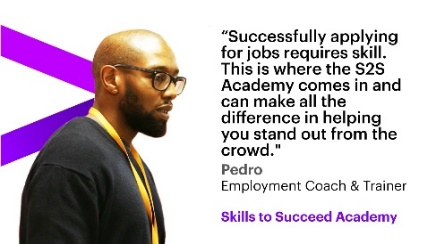 “Successfully applying
for jobs requires skill.
This is where the S2S
Academy comes in and
can make all the
difference in helping
you stand out from the
crowd."
Pedro
Employment Coach & Trainer
Skills to Succeed Academy